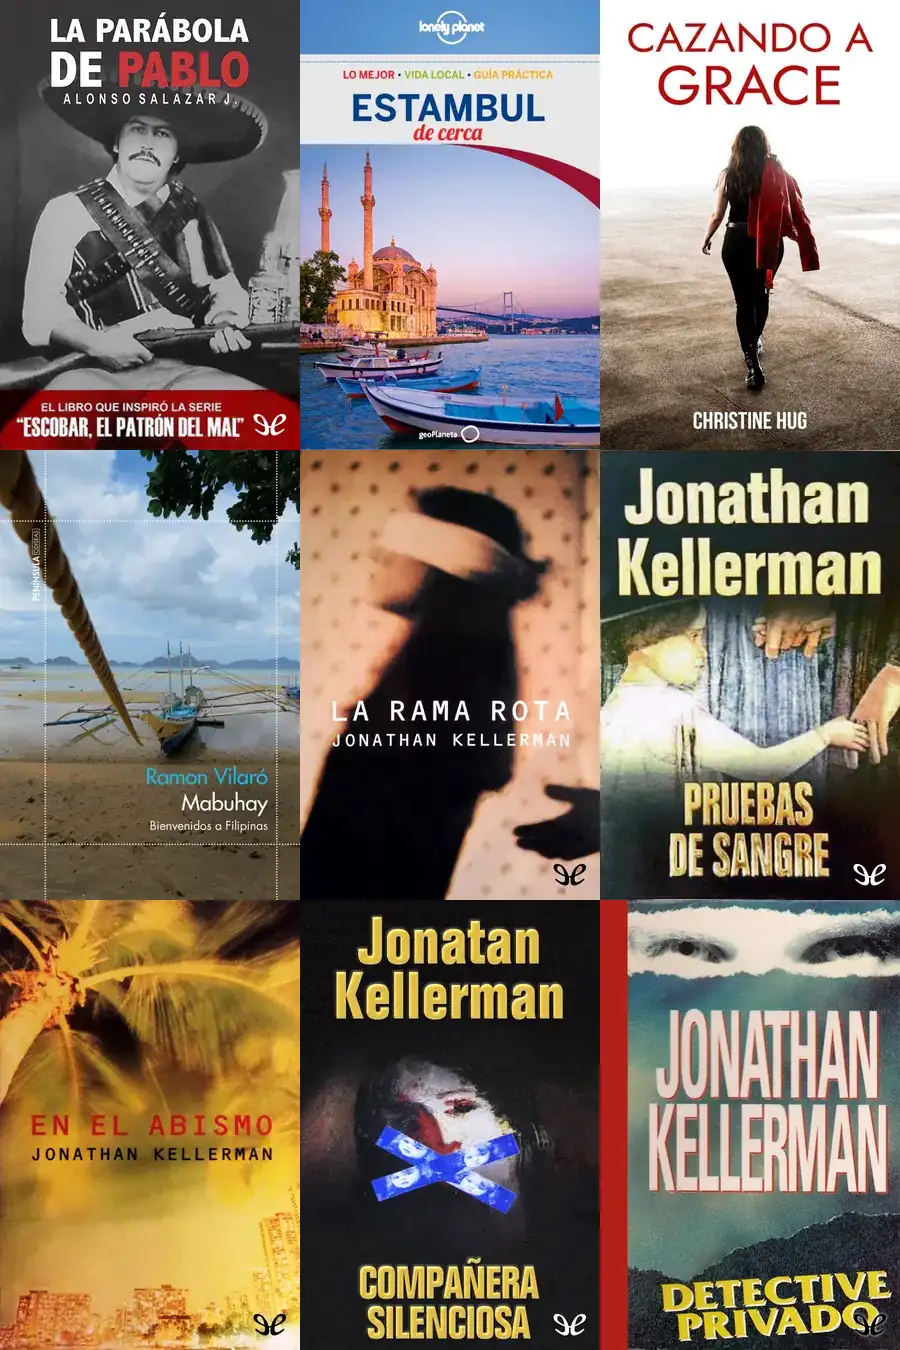 LA PARÁBOLA
DE PABLO
ALONSO SALAZAR J.
EL LIBRO QUE INSPIRÓ LA SERIE
“ESCOBAR, EL PATRÓN DEL MAL”
lonely planet
LO MEJOR • VIDA LOCAL • GUÍA PRÁCTICA
ESTAMBUL
de cerca
geoPlaneta
CAZANDO A
GRACE
CHRISTINE HUG
PENÍNSULA ODISEAS
Ramon Vilaró
Mabuhay
Bienvenidos a Filipinas
LA RAMA ROTA
JONATHAN KELLERMAN
Jonathan
Kellerman
PRUEBAS
DE SANGRE
EN EL ABISMO
JONATHAN KELLERMAN
Jonatan
Kellerman
COMPAÑERA
SILENCIOSA
JONATHAN
KELLERMAN
DETECTIVE
PRIVADO